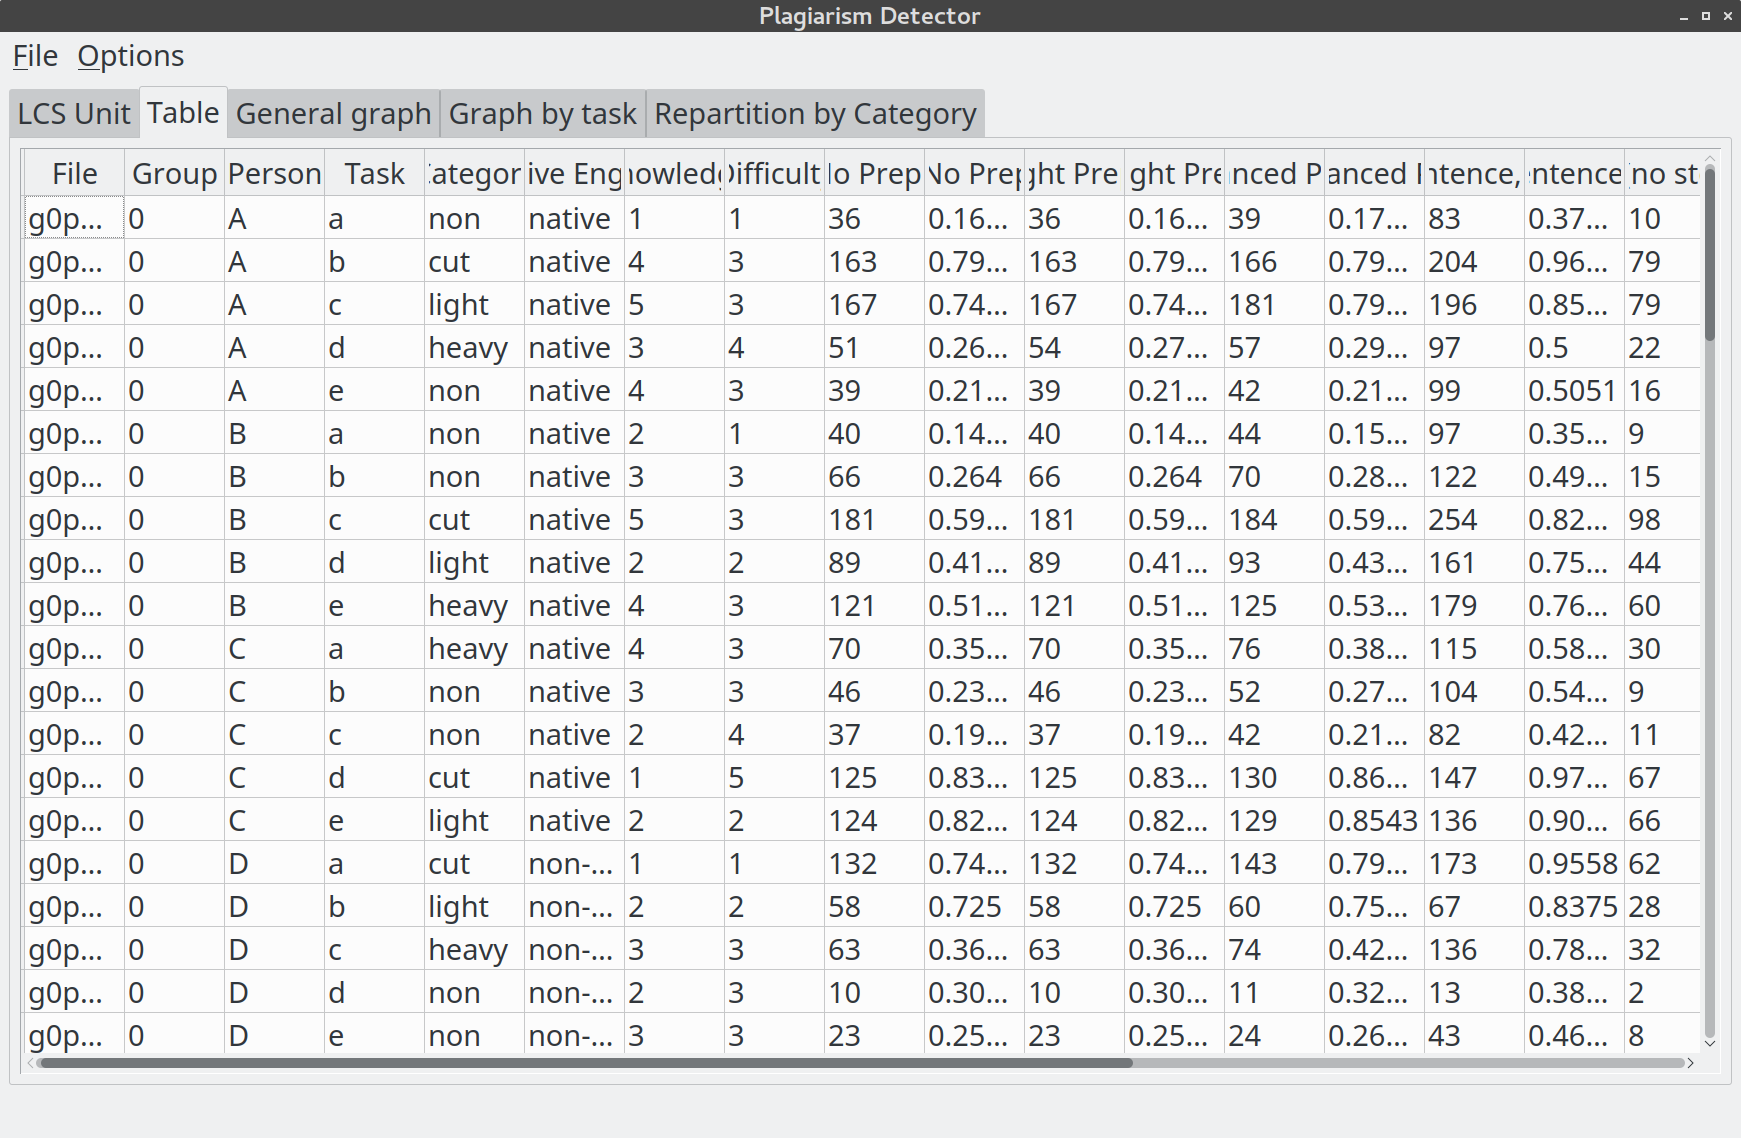 Plagiarism Detector
File Options
LCS Unit Table General graph Graph by task Repartition by Category
File Group Person Task Categor ive Eng nowledg Difficult No Prep No Prep ght Pre ght Pre nced P anced ntence, ntence no st
g0p... 0 A a non native 1 1 36 0.16... 36 0.16... 39 0.17... 83 0.37... 10
g0p... 0 A b cut native 4 3 163 0.79... 163 0.79... 166 0.79... 204 0.96... 79
g0p... 0 A c light native 5 3 167 0.74... 167 0.74... 181 0.79... 196 0.85... 79
g0p... 0 A d heavy native 3 4 51 0.26... 54 0.27... 57 0.29... 97 0.5 22
g0p... 0 A e non native 4 3 39 0.21... 39 0.21... 42 0.21... 99 0.5051 16
g0p... 0 B a non native 2 1 40 0.14... 40 0.14... 44 0.15... 97 0.35... 9
g0p... 0 B b non native 3 3 66 0.264 66 0.264 70 0.28... 122 0.49... 15
g0p... 0 B c cut native 5 3 181 0.59... 181 0.59... 184 0.59... 254 0.82... 98
g0p... 0 B d light native 2 2 89 0.41... 89 0.41... 93 0.43... 161 0.75... 44
g0p... 0 B e heavy native 4 3 121 0.51... 121 0.51... 125 0.53... 179 0.76... 60
g0p... 0 C a heavy native 4 3 70 0.35... 70 0.35... 76 0.38... 115 0.58... 30
g0p... 0 C b non native 3 3 46 0.23... 46 0.23... 52 0.27... 104 0.54... 9
g0p... 0 C c non native 2 4 37 0.19... 37 0.19... 42 0.21... 82 0.42... 11
g0p... 0 C d cut native 1 5 125 0.83... 125 0.83... 130 0.86... 147 0.97... 67
g0p... 0 C e light native 2 2 124 0.82... 124 0.82... 129 0.8543 136 0.90... 66
g0p... 0 D a cut non-... 1 1 132 0.74... 132 0.74... 143 0.79... 173 0.9558 62
g0p... 0 D b light non-... 2 2 58 0.725 58 0.725 60 0.75... 67 0.8375 28
g0p... 0 D c heavy non-... 3 3 63 0.36... 63 0.36... 74 0.42... 136 0.78... 32
g0p... 0 D d non non-... 2 3 10 0.30... 10 0.30... 11 0.32... 13 0.38... 2
g0p... 0 D e non non-... 3 3 23 0.25... 23 0.25... 24 0.26... 43 0.46... 8